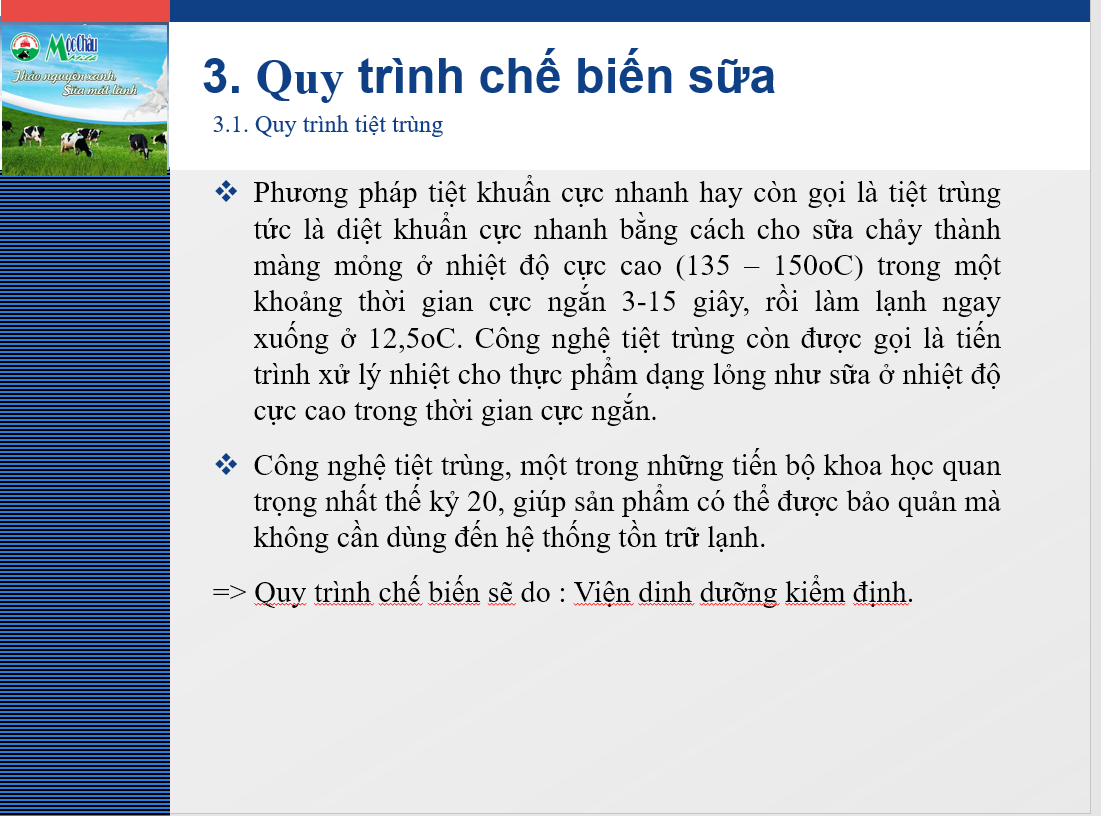 Mộc Châu
Milk
Thảo nguyên xanh,
Sữa mát lành
3. Quy trình chế biến sữa
3.1. Quy trình tiệt trùng
❖ Phương pháp tiệt khuẩn cực nhanh hay còn gọi là tiệt trùng
tức là diệt khuẩn cực nhanh bằng cách cho sữa chảy thành
màng mỏng ở nhiệt độ cực cao (135 – 150oC) trong một
khoảng thời gian cực ngắn 3-15 giây, rồi làm lạnh ngay
xuống ở 12,5oC. Công nghệ tiệt trùng còn được gọi là tiến
trình xử lý nhiệt cho thực phẩm dạng lỏng như sữa ở nhiệt độ
cực cao trong thời gian cực ngắn.
❖ Công nghệ tiệt trùng, một trong những tiến bộ khoa học quan
trọng nhất thế kỷ 20, giúp sản phẩm có thể được bảo quản mà
không cần dùng đến hệ thống tồn trữ lạnh.
=> Quy trình chế biến sẽ do : Viện dinh dưỡng kiểm định.